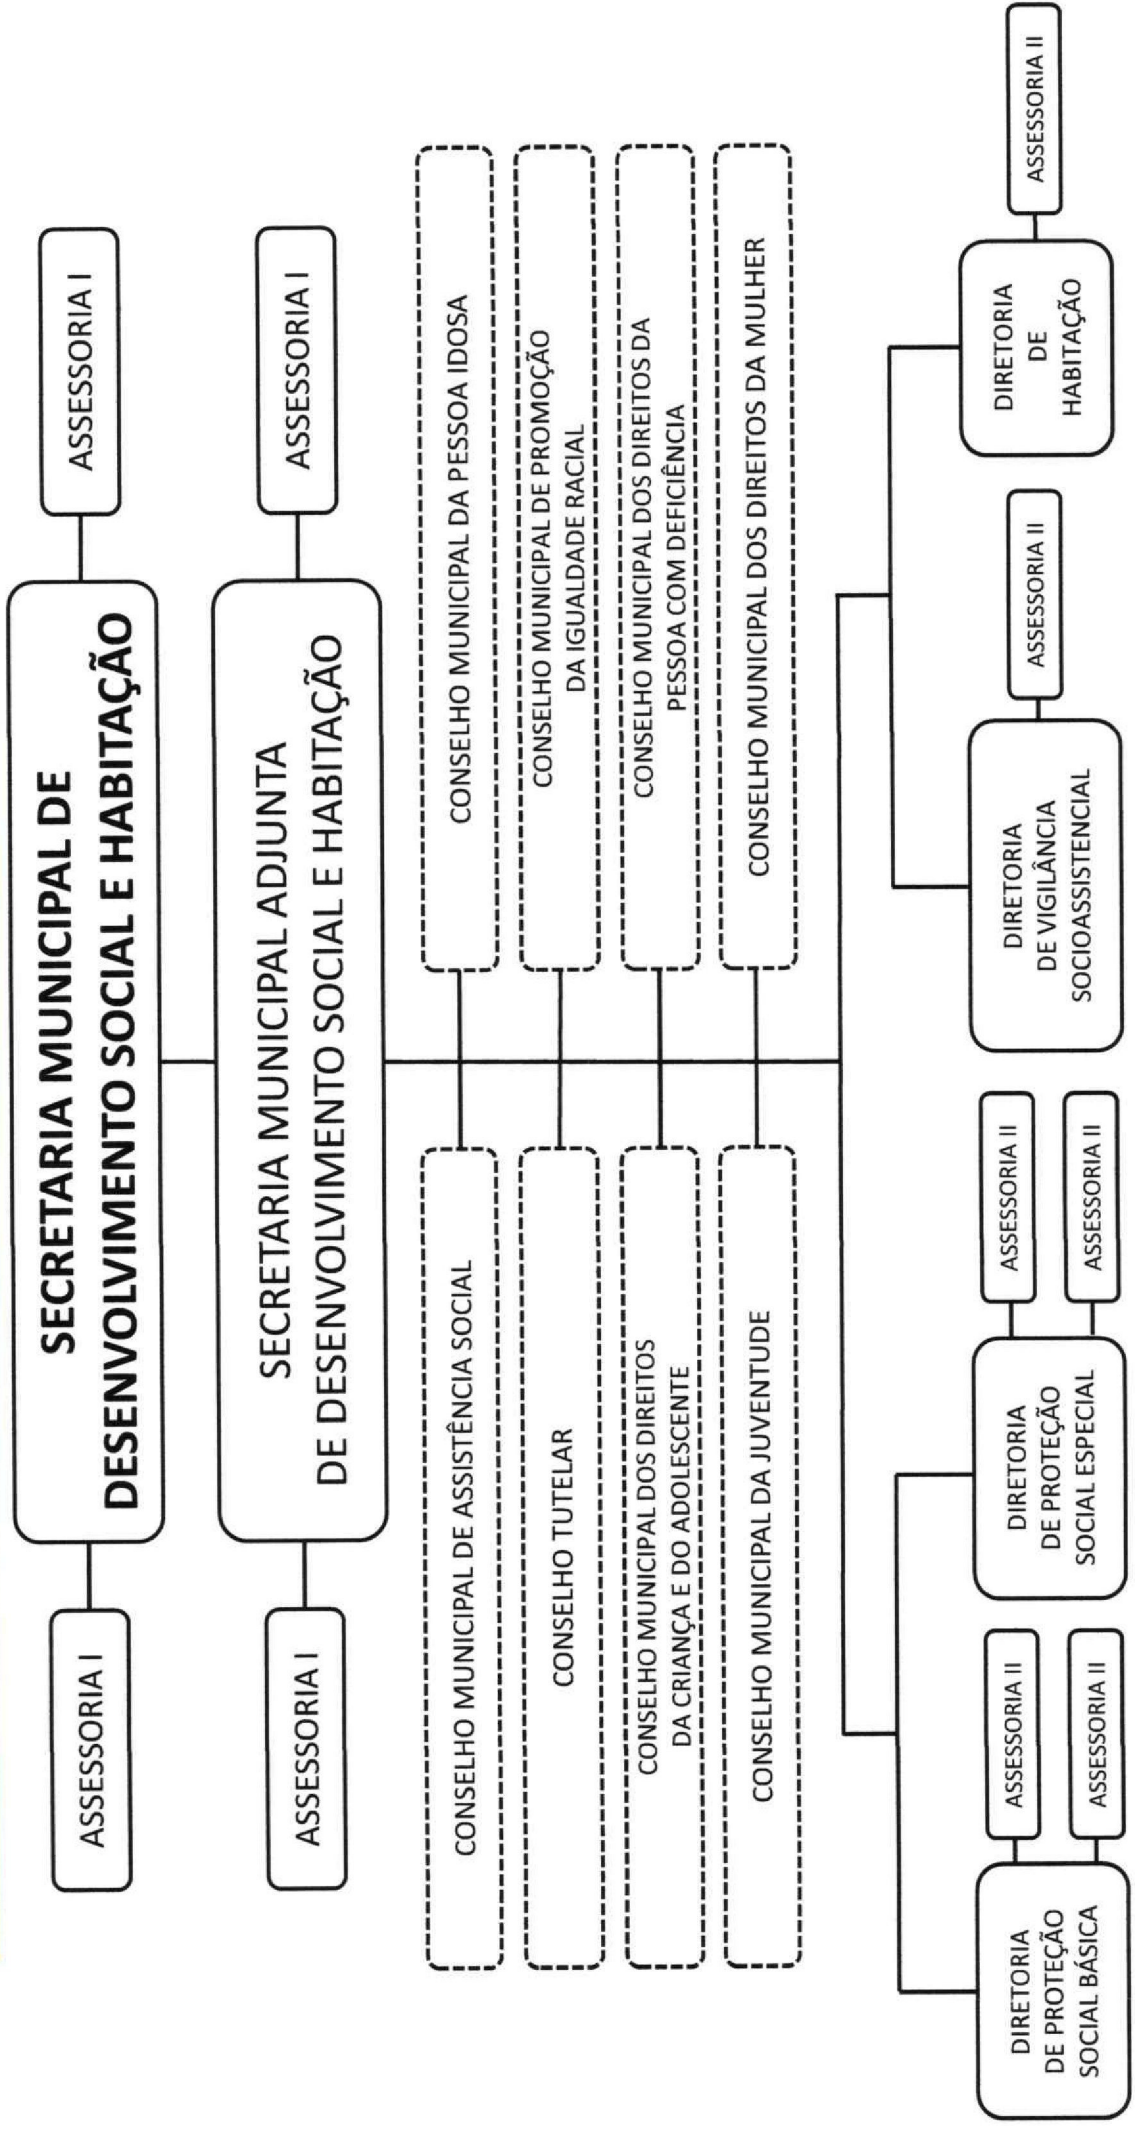 SECRETARIA MUNICIPAL DE
DESENVOLVIMENTO SOCIAL E HABITAÇÃO
ASSESSORIA I
ASSESSORIA I
SECRETARIA MUNICIPAL ADJUNTA
DE DESENVOLVIMENTO SOCIAL E HABITAÇÃO
ASSESSORIA I
ASSESSORIA I
CONSELHO MUNICIPAL DE ASSISTÊNCIA SOCIAL
CONSELHO MUNICIPAL DA PESSOA IDOSA
CONSELHO TUTELAR
CONSELHO MUNICIPAL DE PROMOÇÃO
DA IGUALDADE RACIAL
CONSELHO MUNICIPAL DOS DIREITOS
DA CRIANÇA E DO ADOLESCENTE
CONSELHO MUNICIPAL DOS DIREITOS DA
PESSOA COM DEFICIÊNCIA
CONSELHO MUNICIPAL DA JUVENTUDE
CONSELHO MUNICIPAL DOS DIREITOS DA MULHER
DIRETORIA
DE PROTEÇÃO
SOCIAL BÁSICA
ASSESSORIA II
ASSESSORIA II
DIRETORIA
DE PROTEÇÃO
SOCIAL ESPECIAL
ASSESSORIA II
ASSESSORIA II
DIRETORIA
DE VIGILÂNCIA
SOCIOASSISTENCIAL
ASSESSORIA II
DIRETORIA
DE
HABITAÇÃO
ASSESSORIA II